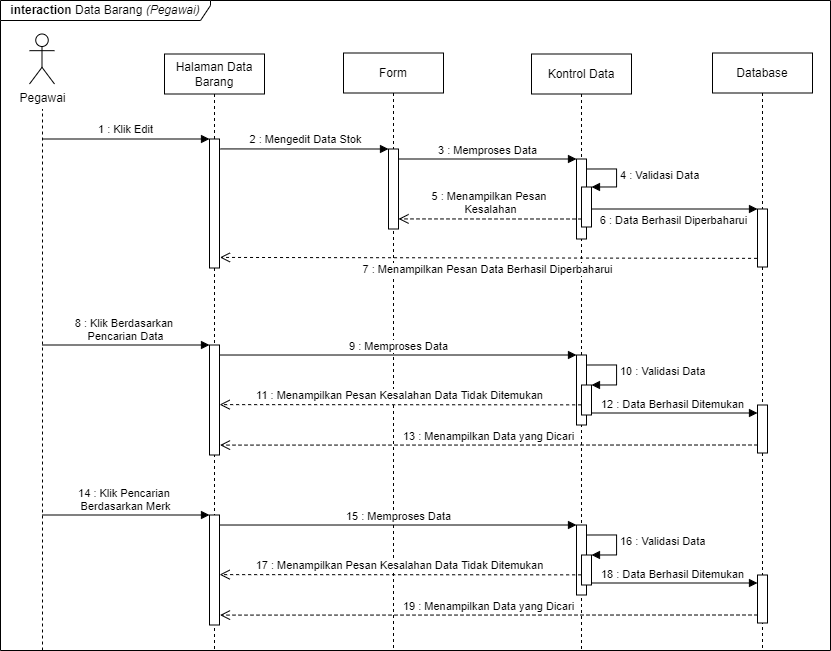 interaction Data Barang (Pegawai)
Pegawai
Halaman Data
Barang
Form
Kontrol Data
Database
1 : Klik Edit
2 : Mengedit Data Stok
3 : Memproses Data
4 : Validasi Data
5 : Menampilkan Pesan
Kesalahan
6 : Data Berhasil Diperbaharui
7 : Menampilkan Pesan Data Berhasil Diperbaharui
8 : Klik Berdasarkan
Pencarian Data
9 : Memproses Data
10 : Validasi Data
11 : Menampilkan Pesan Kesalahan Data Tidak Ditemukan
12 : Data Berhasil Ditemukan
13 : Menampilkan Data yang Dicari
14 : Klik Pencarian
Berdasarkan Merk
15 : Memproses Data
16 : Validasi Data
17 : Menampilkan Pesan Kesalahan Data Tidak Ditemukan
18 : Data Berhasil Ditemukan
19 : Menampilkan Data yang Dicari